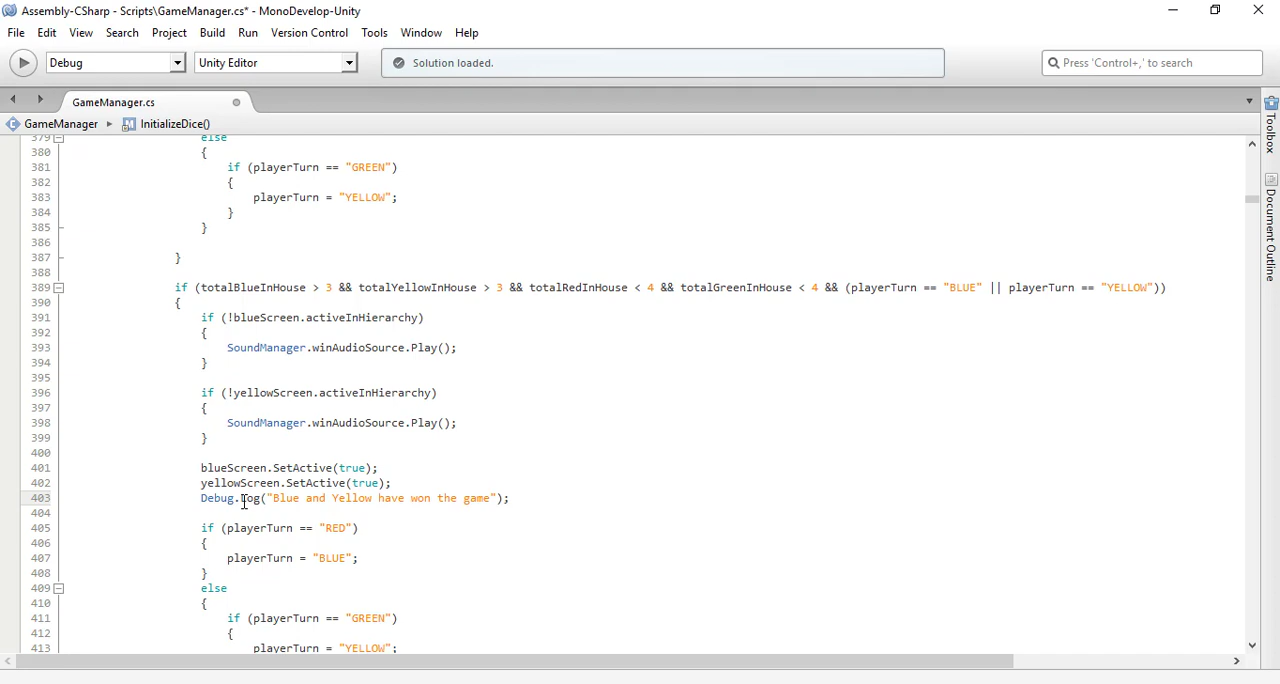 Assembly-CSharp - Scripts\GameManager.cs* - MonoDevelop-Unity
File Edit View Search Project Build Run Version Control Tools Window Help
Debug Unity Editor Solution loaded. Press 'Control+,' to search
GameManager.cs
GameManager InitializeDice()
Toolbox
Document Outline
379 else
380 {
381 if (playerTurn == "GREEN")
382 {
383 playerTurn = "YELLOW";
384 }
385 }
386
387 }
388
389 if (totalBlueInHouse > 3 && totalYellowInHouse > 3 && totalRedInHouse < 4 && totalGreenInHouse < 4 && (playerTurn == "BLUE" || playerTurn == "YELLOW"))
390 {
391 if (!blueScreen.activeInHierarchy)
392 {
393 SoundManager.winAudioSource.Play();
394 }
395
396 if (!yellowScreen.activeInHierarchy)
397 {
398 SoundManager.winAudioSource.Play();
399 }
400
401 blueScreen.SetActive(true);
402 yellowScreen.SetActive(true);
403 Debug.Log("Blue and Yellow have won the game");
404
405 if (playerTurn == "RED")
406 {
407 playerTurn = "BLUE";
408 }
409 else
410 {
411 if (playerTurn == "GREEN")
412 {
413 playerTurn = "YELLOW";